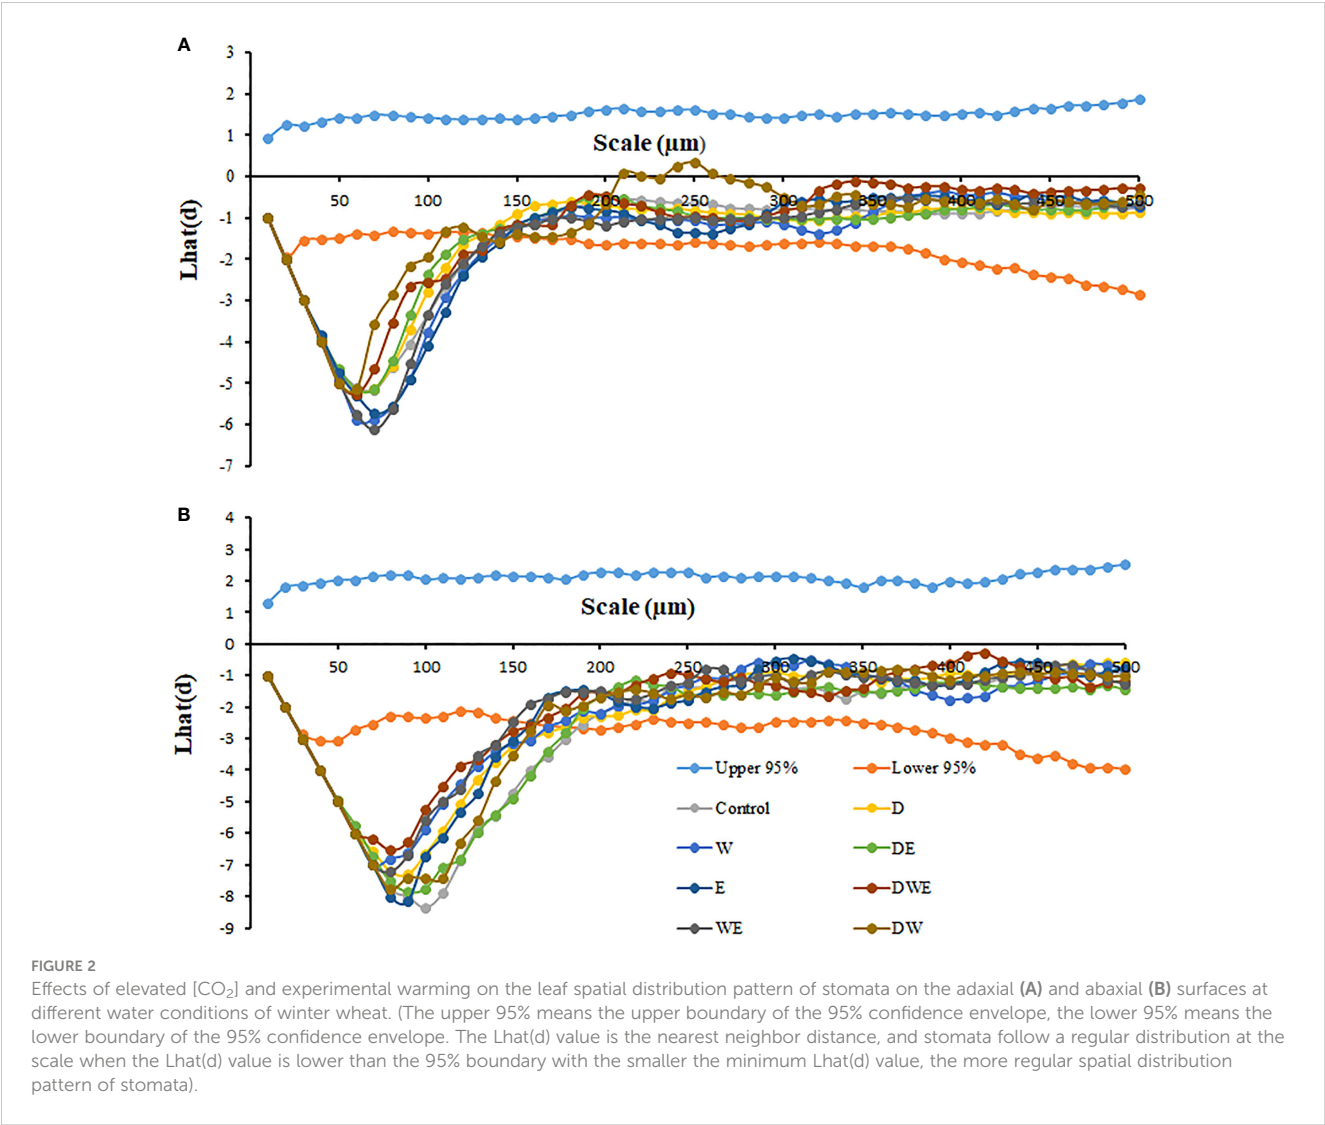 A
3
2
1
0
-1
-2
-3
-4
-5
-6
-7
Lhat(d)
Scale (µm)
50 100 150 200 250 300 350 400 450 500
B
4
3
2
1
0
-1
-2
-3
-4
-5
-6
-7
-8
-9
Lhat(d)
Scale (µm)
50 100 150 200 250 300 350 400 450 500
Upper 95% Lower 95%
Control D
W DE
E DWE
WE DW
FIGURE 2
Effects of elevated [CO₂] and experimental warming on the leaf spatial distribution pattern of stomata on the adaxial (A) and abaxial (B) surfaces at
different water conditions of winter wheat. (The upper 95% means the upper boundary of the 95% confidence envelope, the lower 95% means the
lower boundary of the 95% confidence envelope. The Lhat(d) value is the nearest neighbor distance, and stomata follow a regular distribution at the
scale when the Lhat(d) value is lower than the 95% boundary with the smaller the minimum Lhat(d) value, the more regular spatial distribution
pattern of stomata).